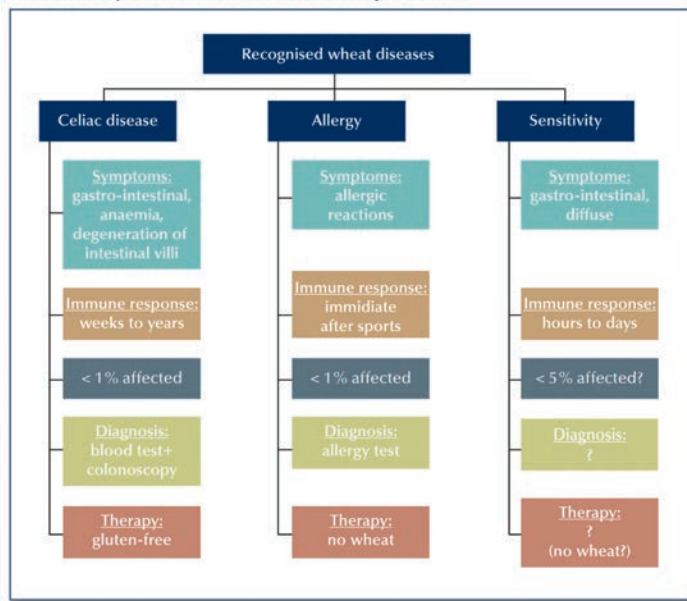 Recognised wheat diseases
Celiac disease
Symptoms:
gastro-intestinal,
anaemia,
degeneration of
intestinal villi
Immune response:
weeks to years
< 1% affected
Diagnosis:
blood test+
colonoscopy
Therapy:
gluten-free
Allergy
Symptome:
allergic
reactions
Immune response:
immidiate
after sports
< 1% affected
Diagnosis:
allergy test
Therapy:
no wheat
Sensitivity
Symptome:
gastro-intestinal,
diffuse
Immune response:
hours to days
< 5% affected?
Diagnosis:
?
Therapy:
?
(no wheat?)